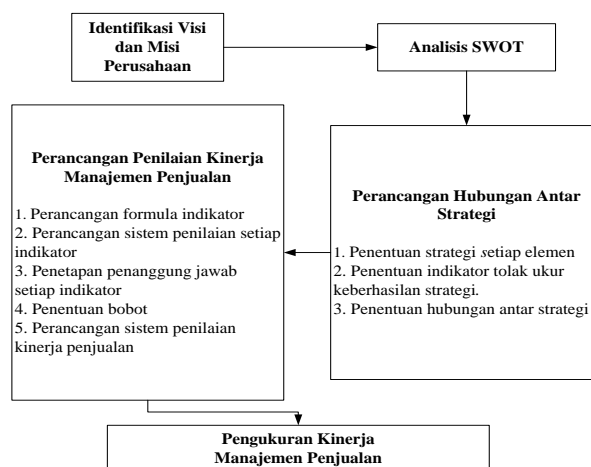 Identifikasi Visi
dan Misi
Perusahaan
Analisis SWOT
Perancangan Hubungan Antar
Strategi
1. Penentuan strategi setiap elemen
2. Penentuan indikator tolak ukur
keberhasilan strategi.
3. Penentuan hubungan antar strategi
Perancangan Penilaian Kinerja
Manajemen Penjualan
1. Perancangan formula indikator
2. Perancangan sistem penilaian setiap
indikator
3. Penetapan penanggung jawab
setiap indikator
4. Penentuan bobot
5. Perancangan sistem penilaian
kinerja penjualan
Pengukuran Kinerja
Manajemen Penjualan